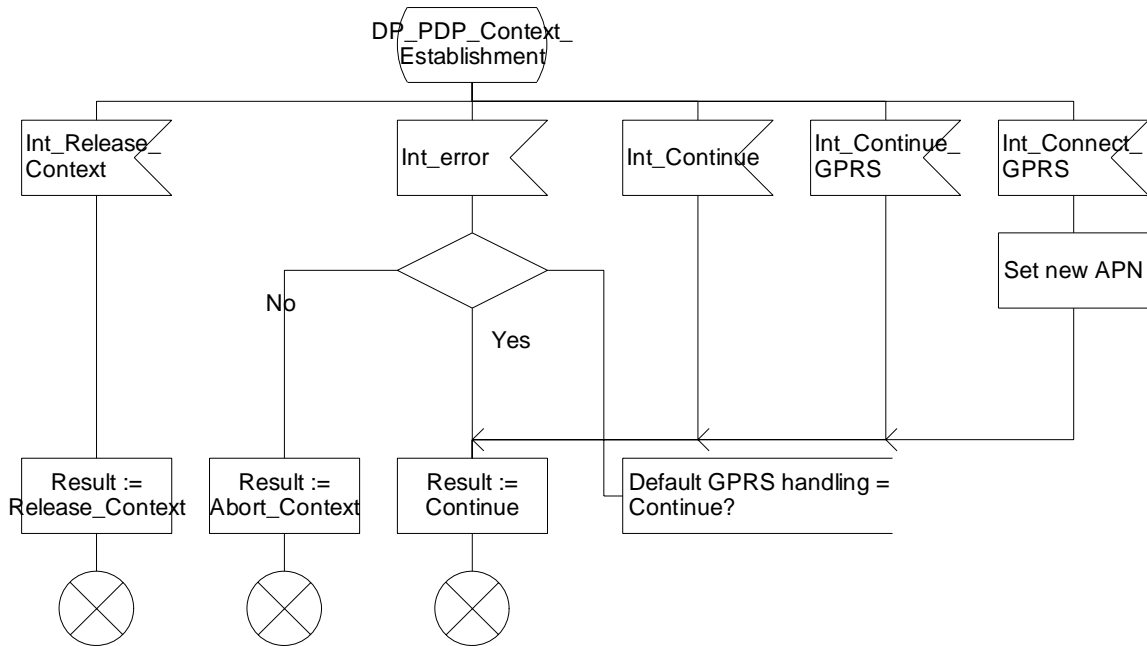 DP_PDP_Context_
Establishment
Int_Release_
Context
Int_error
Int_Continue
Int_Continue_
GPRS
Int_Connect_
GPRS
Set new APN
No
Yes
Result :=
Release_Context
Result :=
Abort_Context
Result :=
Continue
Default GPRS handling =
Continue?